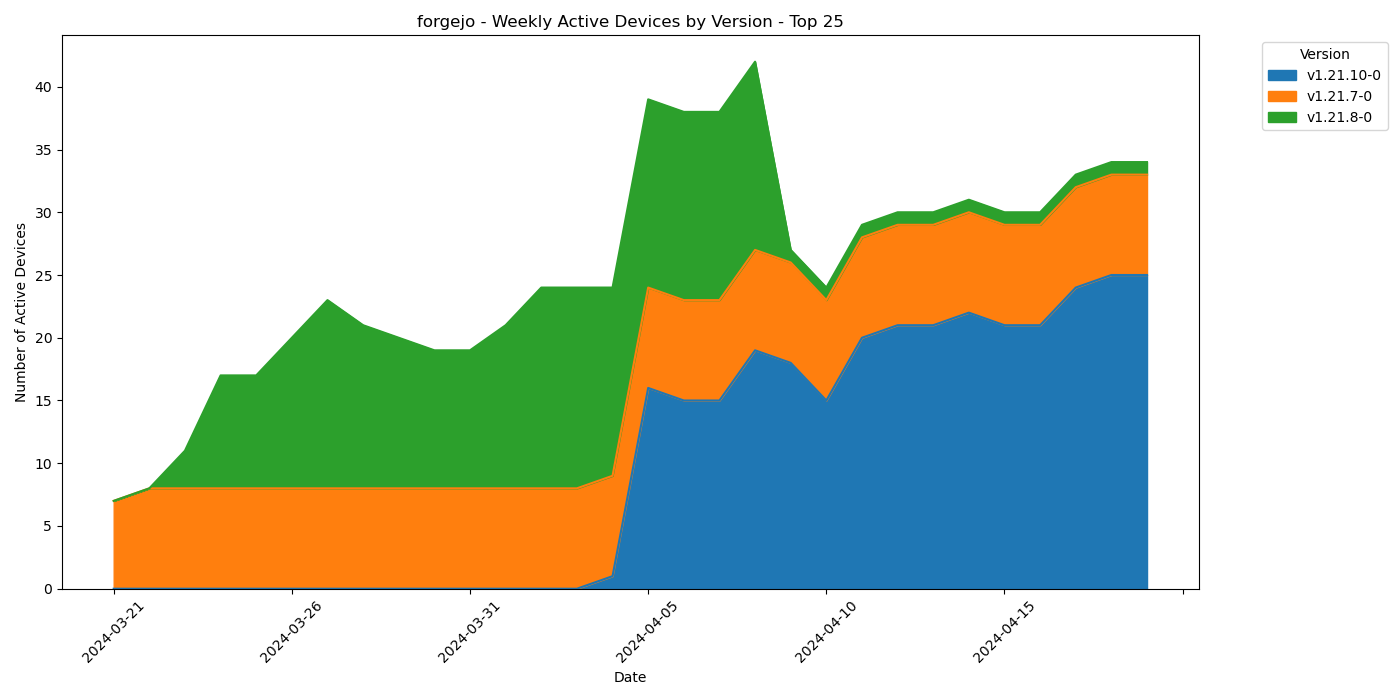 forgejo - Weekly Active Devices by Version - Top 25
Number of Active Devices
40
35
30
25
20
15
10
5
0
2024-03-21
2024-03-26
2024-03-31
2024-04-05
2024-04-10
2024-04-15
Date
Version
v1.21.10-0
v1.21.7-0
v1.21.8-0